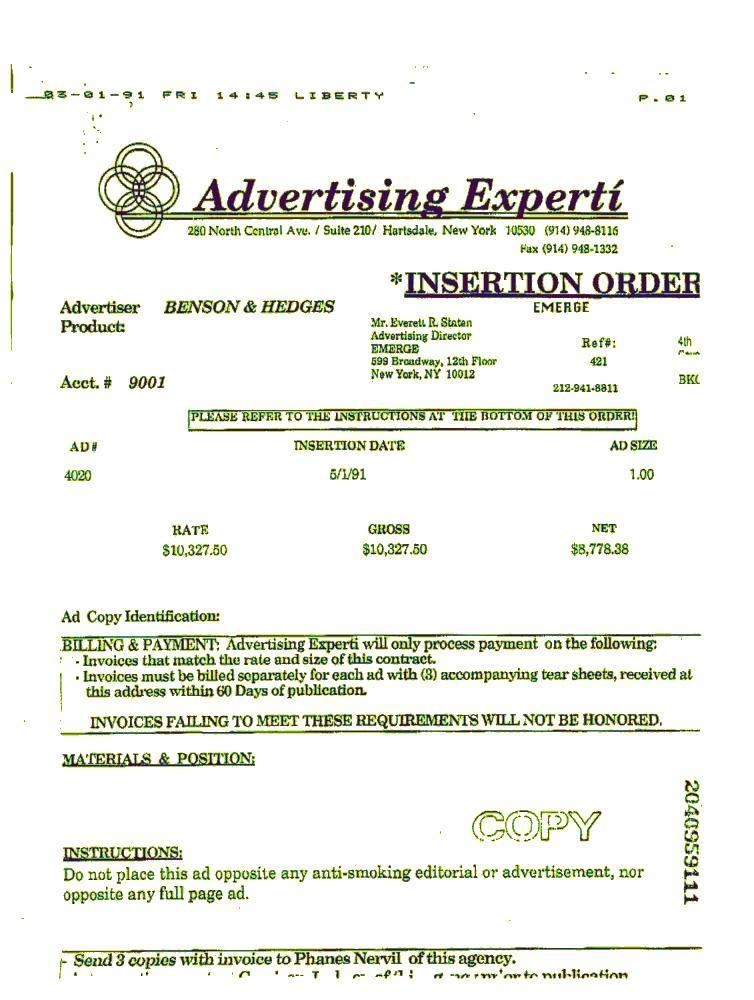 03-01-91 FRI 14:45 LIBERTY P.01
Advertising Expertí
280 North Central Ave. / Suite 210/ Hartsdale, New York 10530 (914) 948-8116
Fax (914) 948-1332
*INSERTION ORDER
Advertiser BENSON & HEDGES
Product:
Acct. # 9001
EMERGE
Mr. Everett R. Staten
Advertising Director
EMERGE
599 Broadway, 12th Floor
New York, NY 10012
Ref#:
421
212-941-8811
4th
PLEASE REFER TO THE INSTRUCTIONS AT THE BOTTOM OF THIS ORDER!
AD # INSERTION DATE AD SIZE
4020 5/1/91 1.00
RATE GROSS NET
$10,327.50 $10,327.50 $8,778.38
Ad Copy Identification:
BILLING & PAYMENT: Advertising Experti will only process payment on the following:
- Invoices that match the rate and size of this contract.
· Invoices must be billed separately for each ad with (3) accompanying tear sheets, received at
this address within 60 Days of publication.
INVOICES FAILING TO MEET THESE REQUIREMENTS WILL NOT BE HONORED.
MATERIALS & POSITION:
COPY
2040959111
INSTRUCTIONS:
Do not place this ad opposite any anti-smoking editorial or advertisement, nor
opposite any full page ad.
- Send 3 copies with invoice to Phanes Nervil of this agency.
to publication